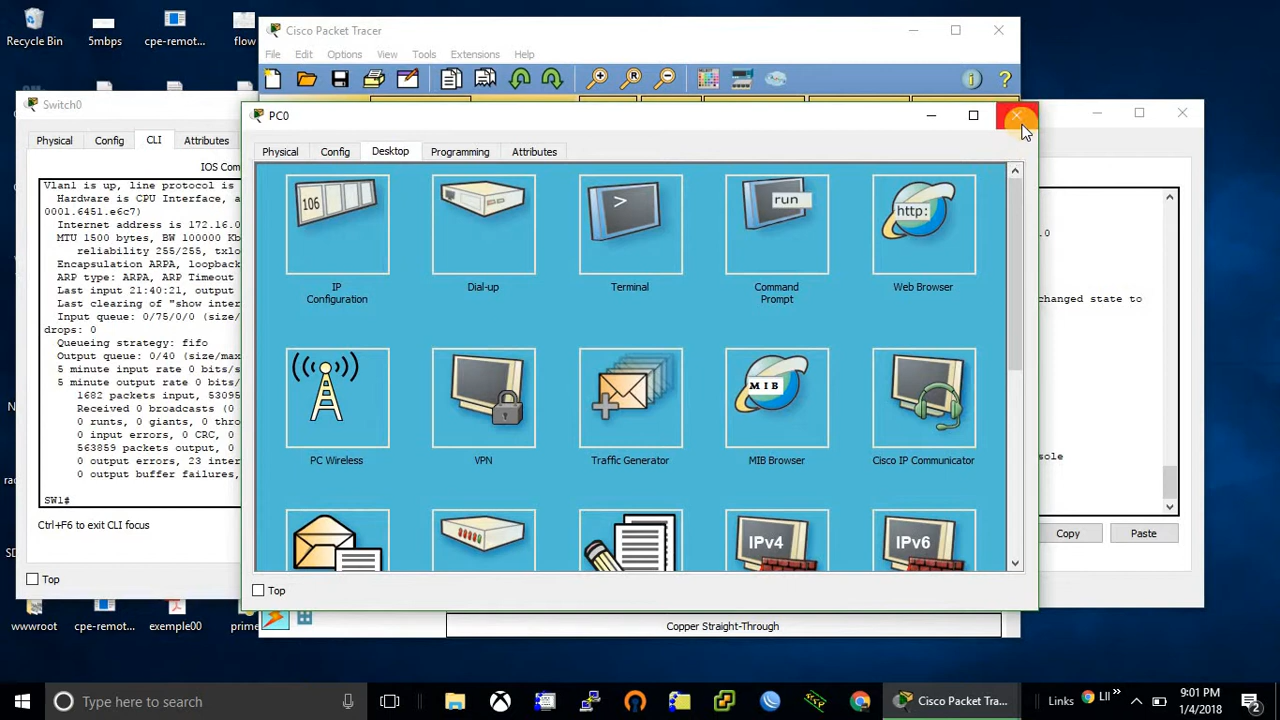 Recycle Bin
5mbps
cpe-remot...
flow
Cisco Packet Tracer
File Edit Options View Tools Extensions Help
Switch0
Physical Config CLI Attributes
IOS Com
Vlan1 is up, line protocol is
Hardware is CPU Interface, a
0001.6451.e6c7)
Internet address is 172.16.0
MTU 1500 bytes, BW 100000 Kb
reliability 255/255, txlo
Encapsulation ARPA, loopback
ARP type: ARPA, ARP Timeout
Last input 21:40:21, output
Last clearing of "show inter
Input queue: 0/75/0/0 (size/
drops: 0
Queueing strategy: fifo
Output queue: 0/40 (size/max
5 minute input rate 0 bits/s
5 minute output rate 0 bits/
1682 packets input, 53095
Received 0 broadcasts (0
0 runts, 0 giants, 0 thro
0 input errors, 0 CRC, 0
563859 packets output, 0
0 output errors, 23 inter
0 output buffer failures,
SW1#
Ctrl+F6 to exit CLI focus
Top
PC0
Physical Config Desktop Programming Attributes
106
>
run
http:
IP
Configuration
Dial-up
Terminal
Command
Prompt
Web Browser
MIB
PC Wireless
VPN
Traffic Generator
MIB Browser
Cisco IP Communicator
IPv4
IPv6
Top
.0
changed state to
ole
Copy
Paste
Copper Straight-Through
wwwroot
cpe-remot...
exemple00
prime
Type here to search
Cisco Packet Tra...
Links
9:01 PM
1/4/2018
2